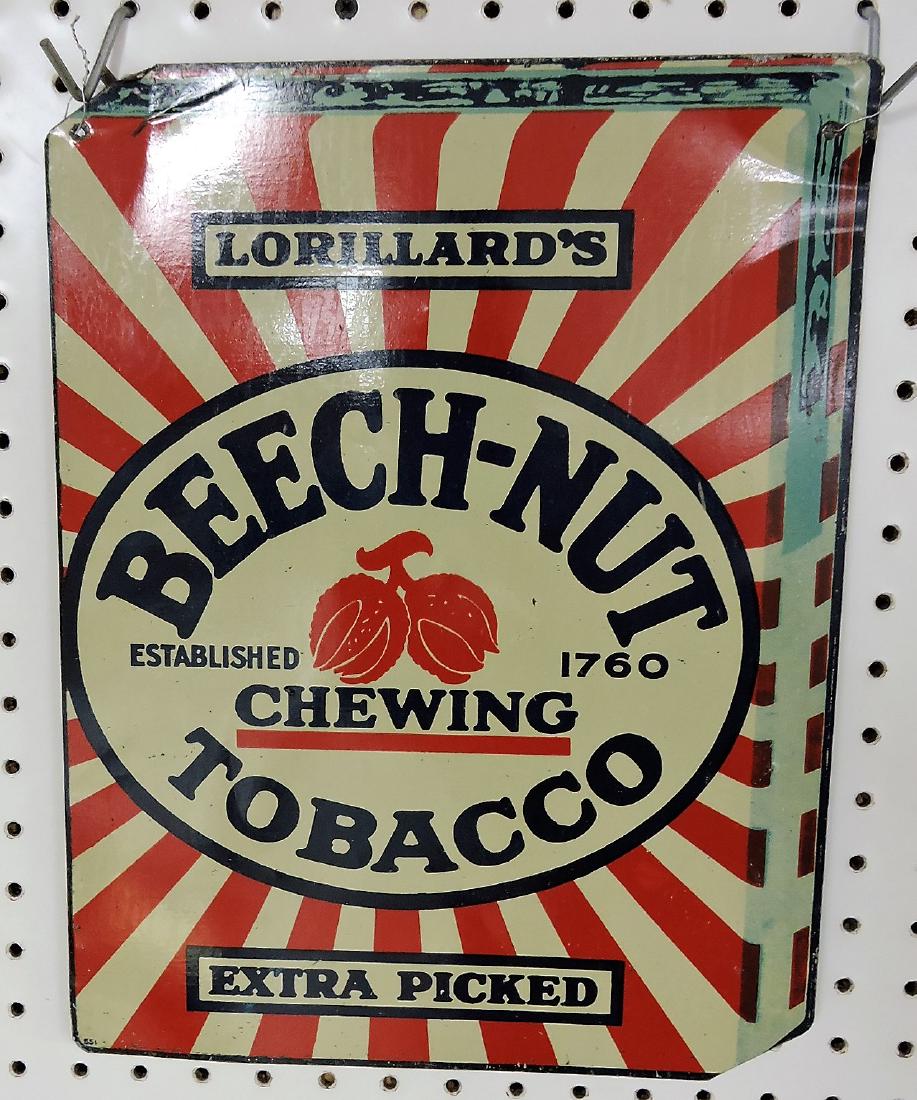 LORILLARD'S
BEECH-NUT
ESTABLISHED 1760
CHEWING
TOBACCO
EXTRA PICKED